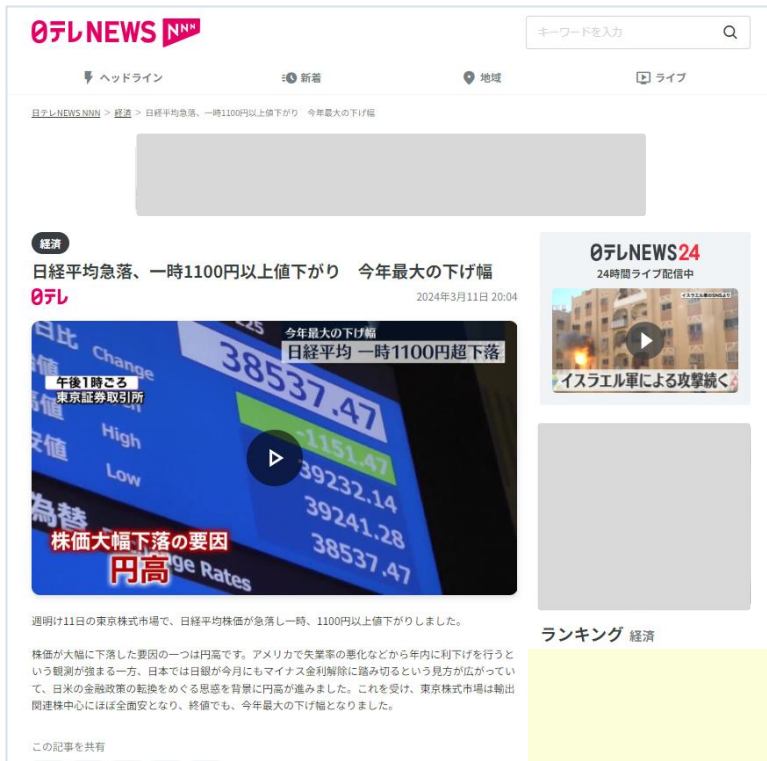 日テレNEWS NNN
キーワードを入力
ヘッドライン
新着
地域
ライブ
日テレNEWS NNN > 経済 > 日経平均急落、一時1100円以上値下がり　今年最大の下げ幅
経済
日経平均急落、一時1100円以上値下がり　今年最大の下げ幅
日テレ
2024年3月11日 20:04
今年最大の下げ幅
日経平均 一時1100円超下落
午後1時ごろ
東京証券取引所
日比 Change
225
38537.47
-1151.47
高値 High
39232.14
安値 Low
39241.28
38537.47
為替
Rates
株価大幅下落の要因
円高
週明け11日の東京株式市場で、日経平均株価が急落し一時、1100円以上値下がりしました。
株価が大幅に下落した要因の一つは円高です。アメリカで失業率の悪化などから年内に利下げを行うと
いう観測が強まる一方、日本では日銀が今月にもマイナス金利解除に踏み切るという見方が広がってい
て、日米の金融政策の転換をめぐる思惑を背景に円高が進みました。これを受け、東京株式市場は輸出
関連株中心にほぼ全面安となり、終値でも、今年最大の下げ幅となりました。
この記事を共有
日テレNEWS24
24時間ライブ配信中
イスラエル軍のSNSより
イスラエル軍による攻撃続く
ランキング 経済